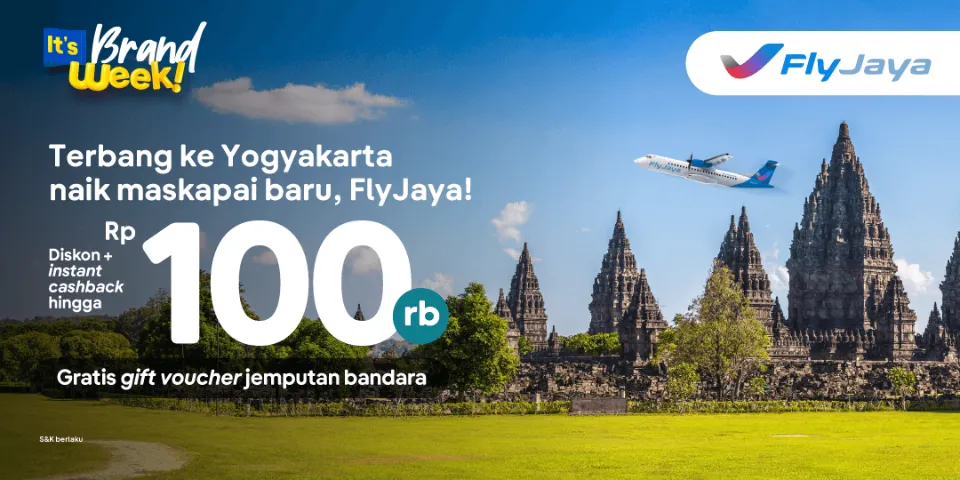 It's Brand
Week!
FlyJaya
Terbang ke Yogyakarta
naik maskapai baru, FlyJaya!
Rp
Diskon +
instant
cashback
hingga
100
rb
Gratis gift voucher jemputan bandara
S&K berlaku
FlyJaya